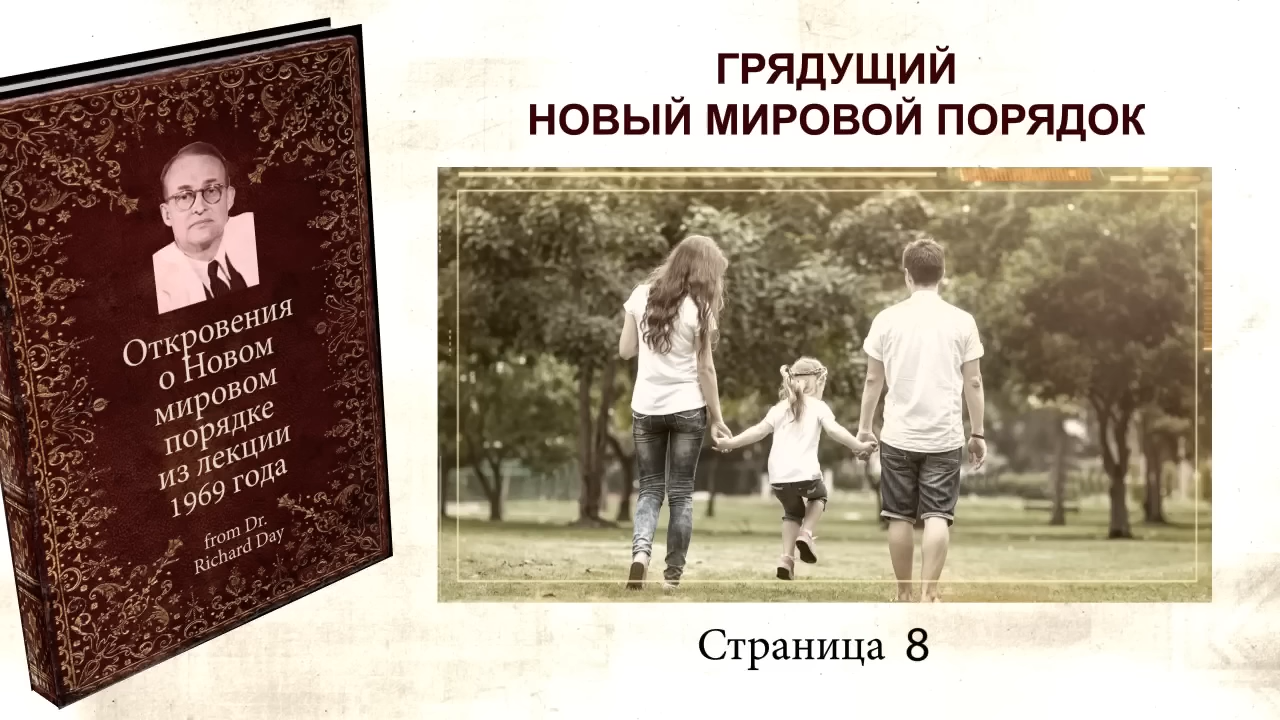 ГРЯДУЩИЙ
НОВЫЙ МИРОВОЙ ПОРЯДОК
Откровения
о Новом
мировом
порядке
из лекции
1969 года
from Dr.
Richard Day
Страница 8